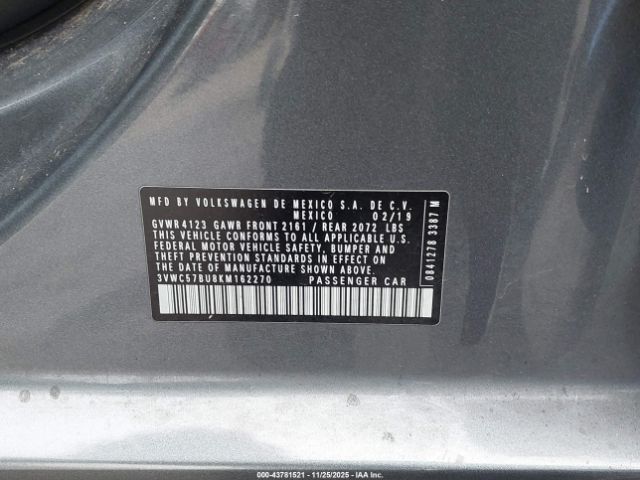 MFD BY VOLKSWAGEN DE MEXICO S.A. DE C.V.
MEXICO 02/19
GVWR 4123 GAWR FRONT 2161 / REAR 2072 LBS
THIS VEHICLE CONFORMS TO ALL APPLICABLE U.S.
FEDERAL MOTOR VEHICLE SAFETY, BUMPER AND
THEFT PREVENTION STANDARDS IN EFFECT ON
THE DATE OF MANUFACTURE SHOWN ABOVE.
3VWC57BU8KM162270 PASSENGER CAR
0841278 3387 M
000-43781521 - 11/25/2025 - IAAI.CA